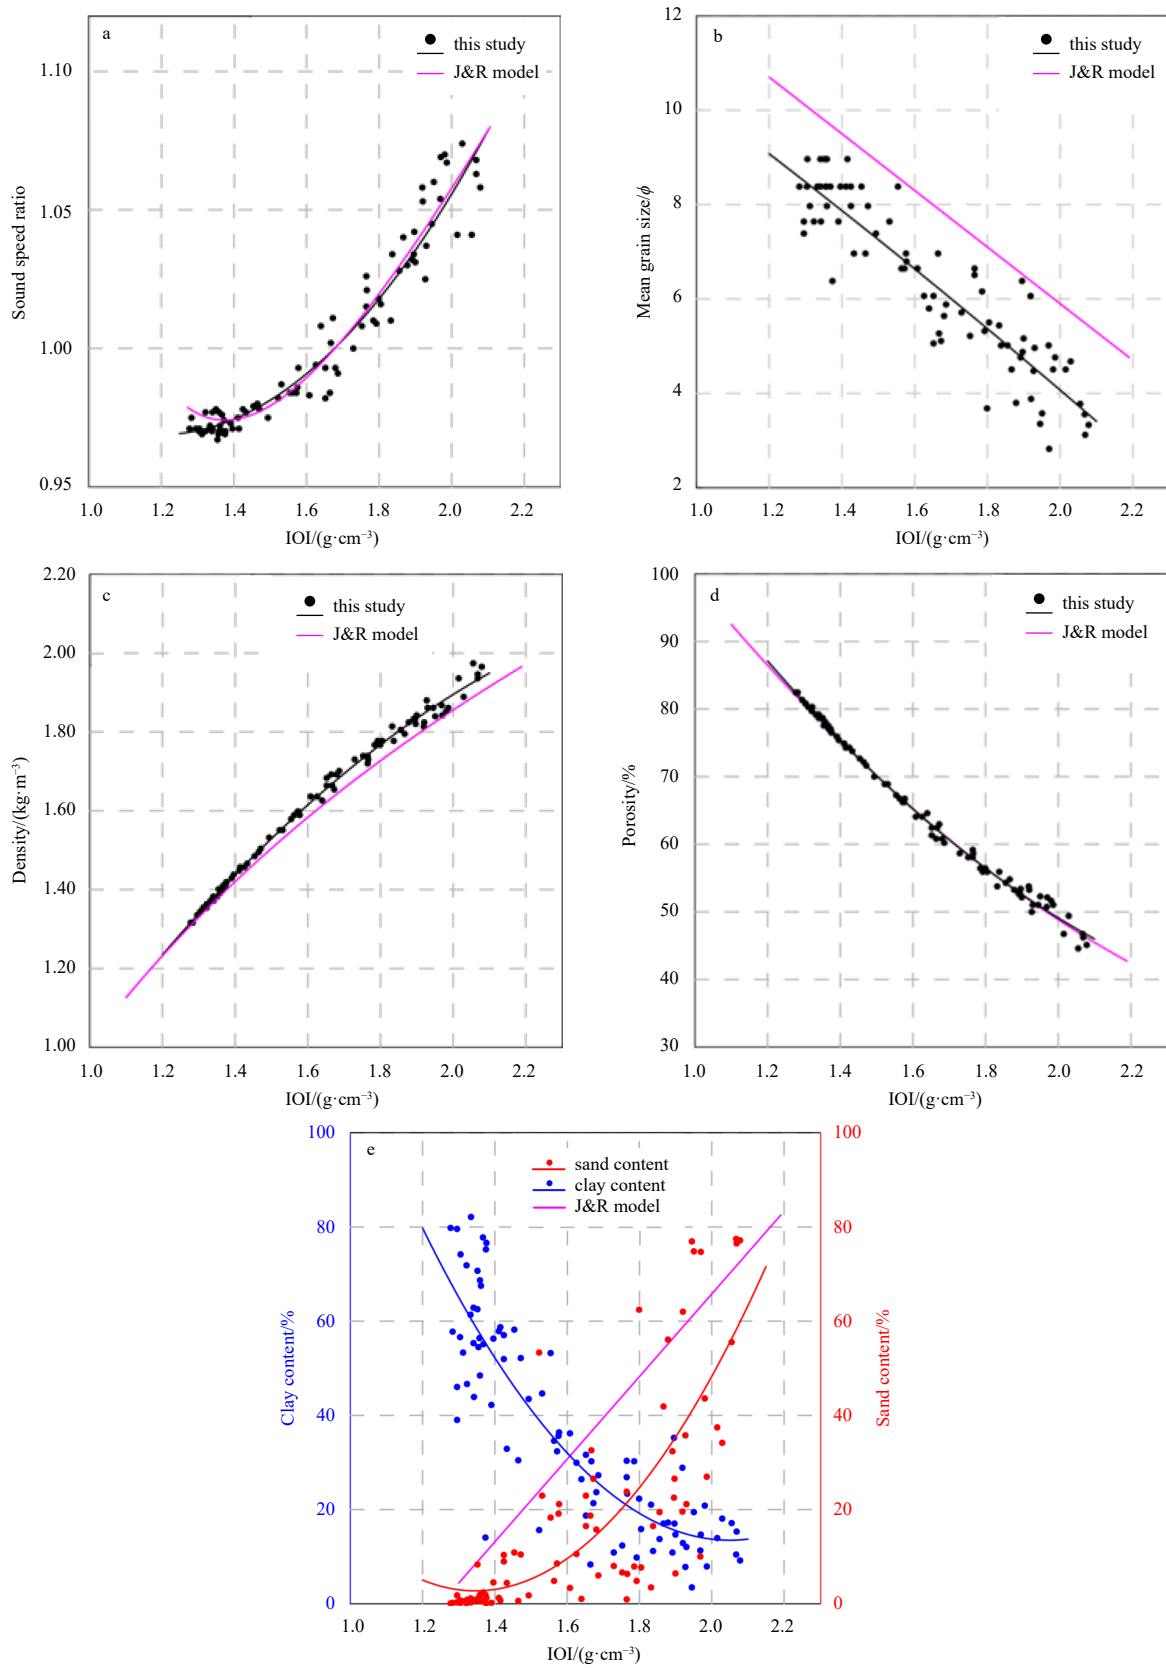 a
this study
J&R model
1.10
1.05
1.00
0.95
Sound speed ratio
1.0 1.2 1.4 1.6 1.8 2.0 2.2
IOI/(g·cm⁻³)
b
this study
J&R model
12
10
8
6
4
2
Mean grain size/ϕ
1.0 1.2 1.4 1.6 1.8 2.0 2.2
IOI/(g·cm⁻³)
c
this study
J&R model
2.20
2.00
1.80
1.60
1.40
1.20
1.00
Density/(kg·m⁻³)
1.0 1.2 1.4 1.6 1.8 2.0 2.2
IOI/(g·cm⁻³)
d
this study
J&R model
100
90
80
70
60
50
40
30
Porosity/%
1.0 1.2 1.4 1.6 1.8 2.0 2.2
IOI/(g·cm⁻³)
e
sand content
clay content
J&R model
100
80
60
40
20
0
Clay content/%
100
80
60
40
20
0
Sand content/%
1.0 1.2 1.4 1.6 1.8 2.0 2.2
IOI/(g·cm⁻³)